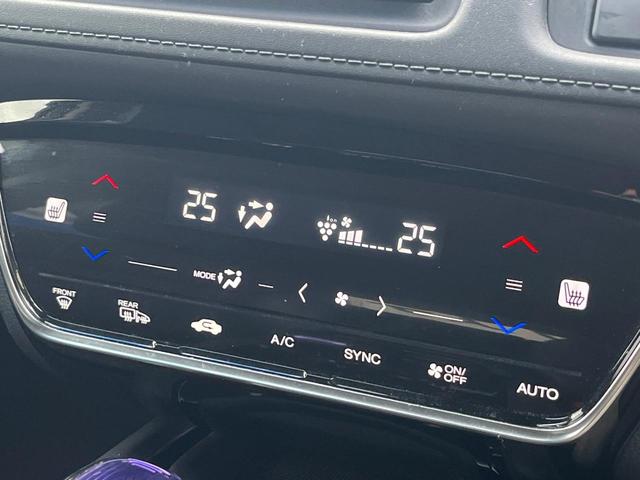 25 25
MODE
FRONT
REAR
A/C
SYNC
ON/
OFF
AUTO